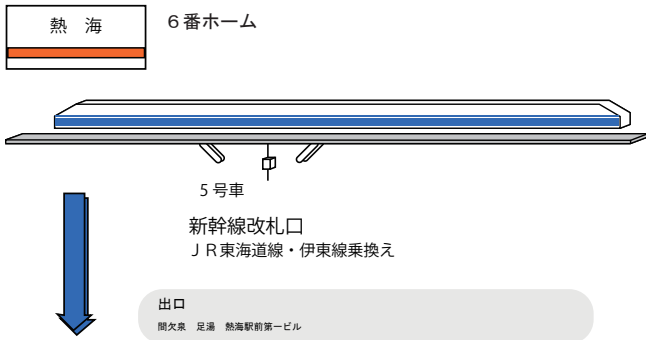 熱 海
６番ホーム
５号車
新幹線改札口
ＪＲ東海道線・伊東線乗換え
出口
間欠泉 足湯 熱海駅前第一ビル